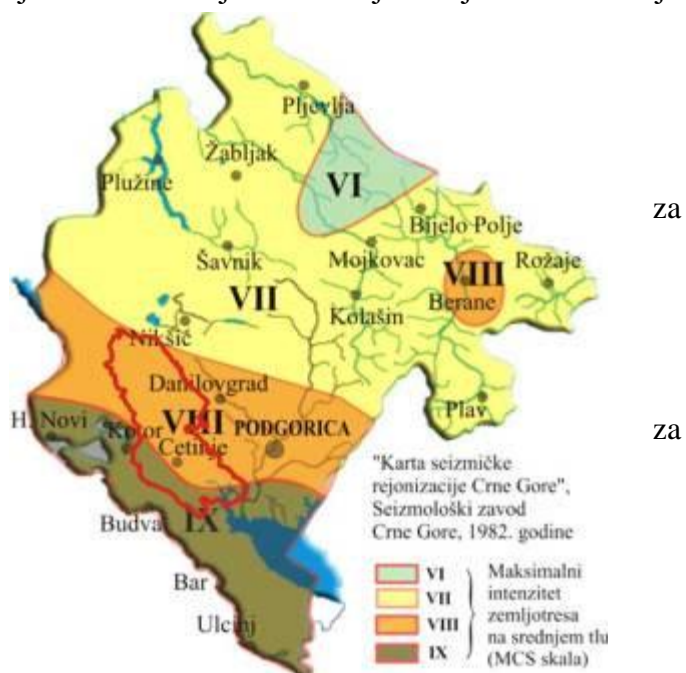 Pljevlja
Žabljak
Plužine
VI
za
Bijelo Polje
Šavnik
Mojkovac
VIII
Rožaje
VII
Berane
Kolašin
Nikšić
Danilovgrad
Plav
H. Novi
Kotor
VIII
PODGORICA
za
Cetinje
"Karta seizmičke
rejonizacije Crne Gore",
Seizmološki zavod
Crne Gore, 1982. godine
Budva
IX
Bar
Ulcinj
VI
VII
VIII
IX
Maksimalni
intenzitet
zemljotresa
na srednjem tlu
(MCS skala)